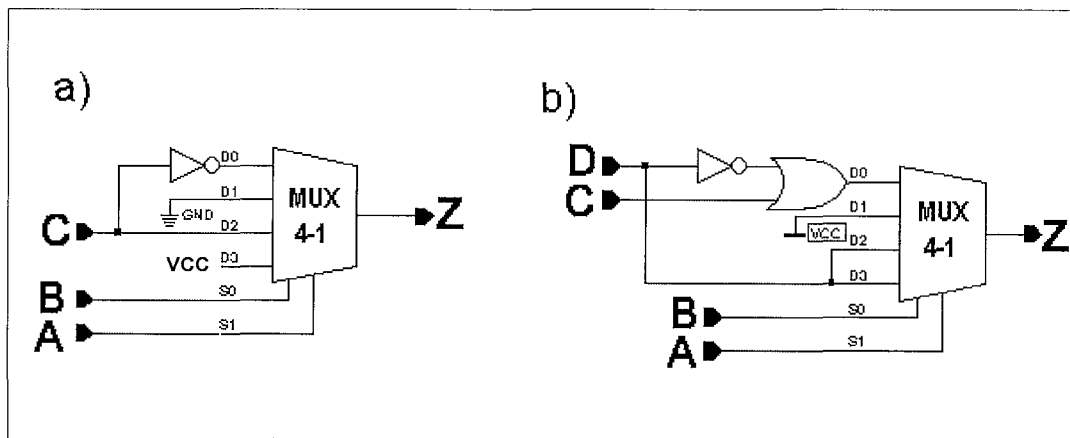 a)
D0
D1
GND
C
D2
VCC
D3
B
S0
A
S1
MUX
4-1
Z
b)
D
C
D0
D1
VCC
D2
D3
B
S0
A
S1
MUX
4-1
Z